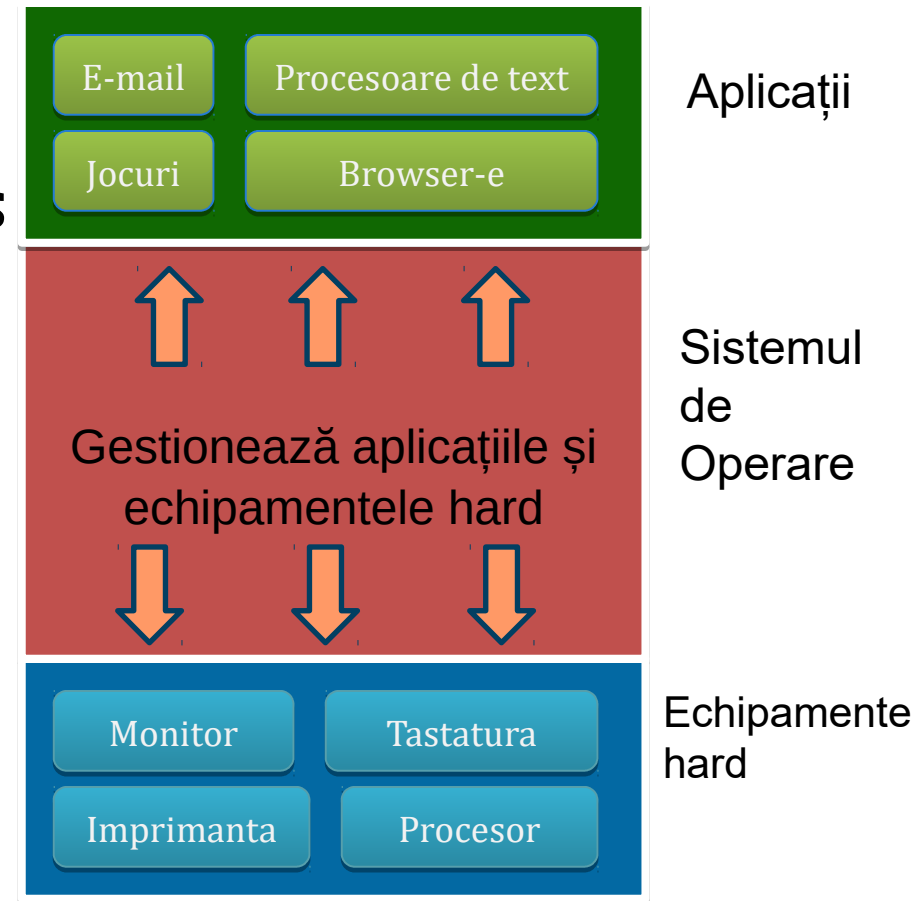 E-mail
Procesoare de text
Jocuri
Browser-e
Aplicații
s
Gestionează aplicațiile și
echipamentele hard
Sistemul
de
Operare
Monitor
Tastatura
Imprimanta
Procesor
Echipamente
hard